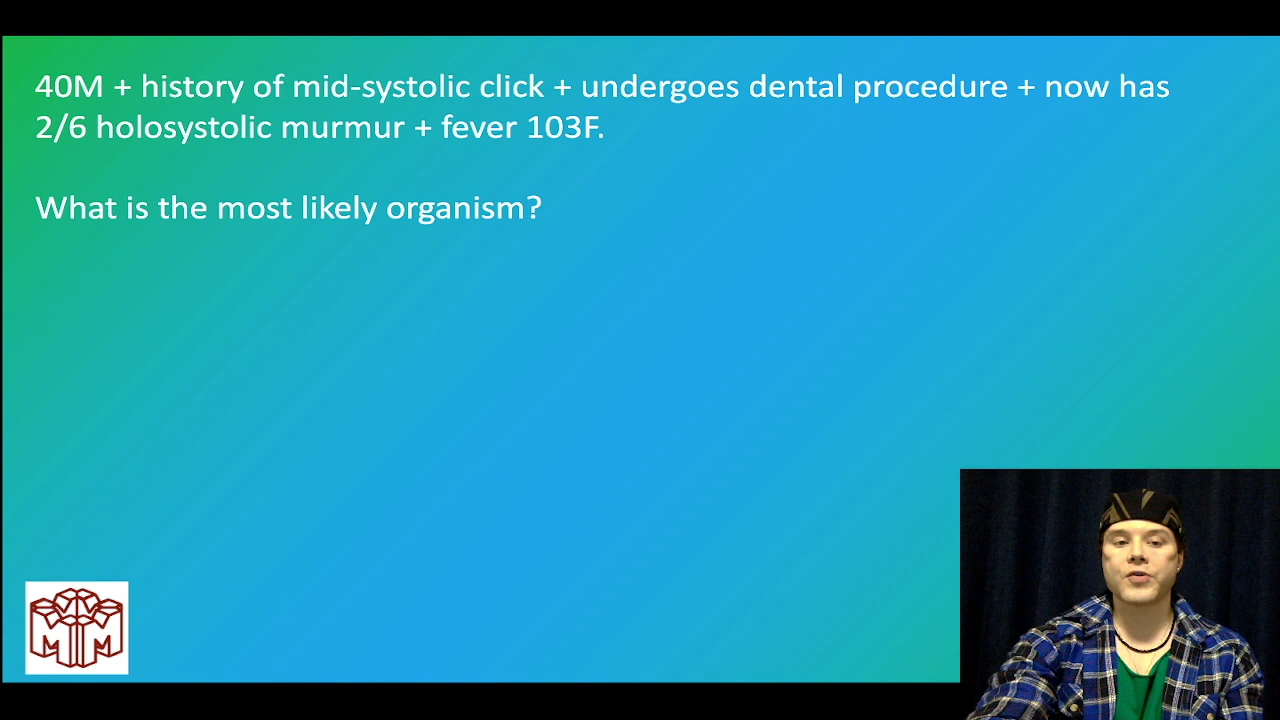 40M + history of mid-systolic click + undergoes dental procedure + now has
2/6 holosystolic murmur + fever 103F.
What is the most likely organism?
MM